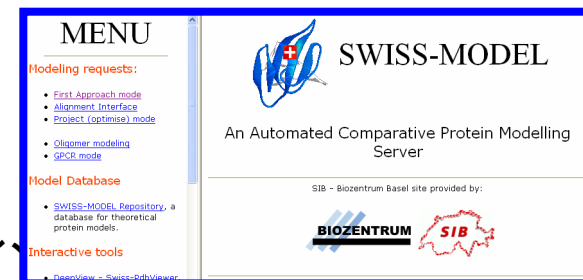 MENU
Modeling requests:
First Approach mode
Alignment Interface
Project (optimise) mode
Oligomer modeling
GPCR mode
Model Database
SWISS-MODEL Repository, a
database for theoretical
protein models.
Interactive tools
DeepView - Swiss-PdbViewer
SWISS-MODEL
An Automated Comparative Protein Modelling
Server
SIB - Biozentrum Basel site provided by:
BIOZENTRUM
SIB